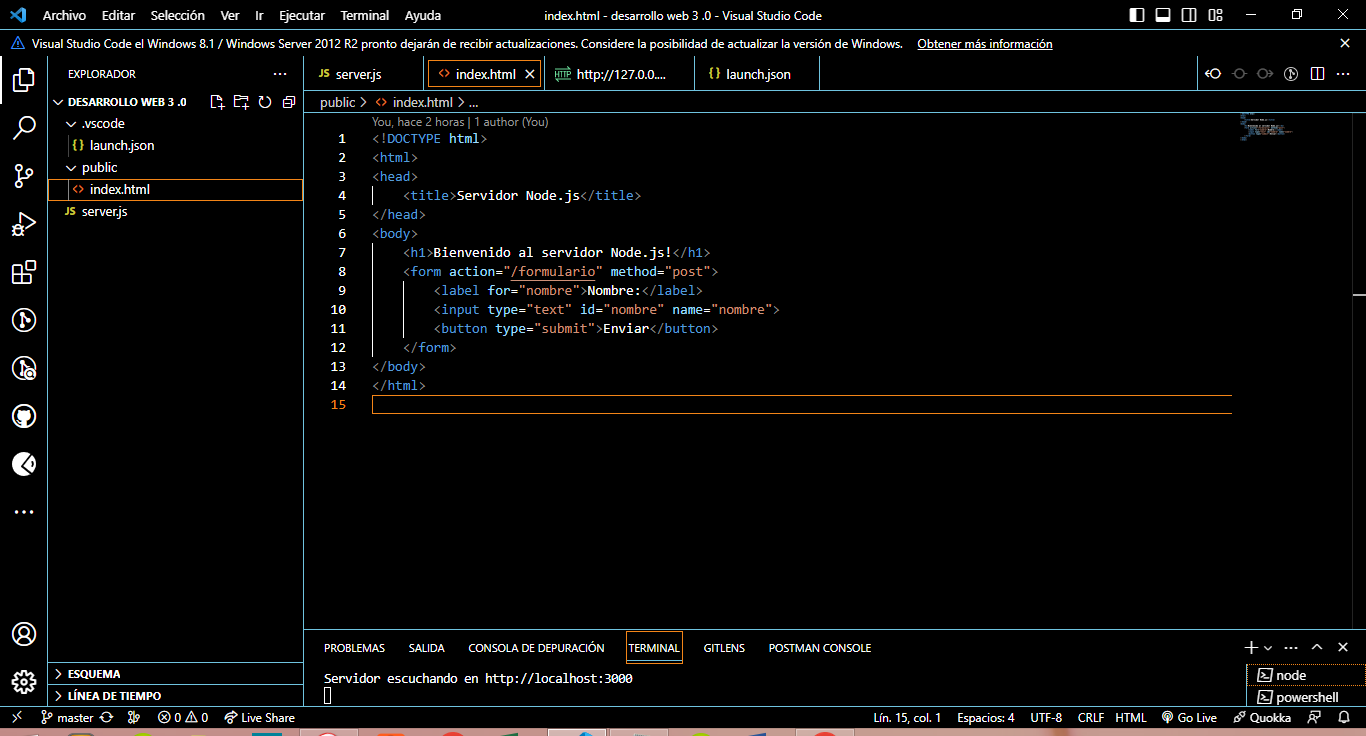 Archivo Editar Selección Ver Ir Ejecutar Terminal Ayuda index.html - desarrollo web 3 .0 - Visual Studio Code
Visual Studio Code el Windows 8.1 / Windows Server 2012 R2 pronto dejarán de recibir actualizaciones. Considere la posibilidad de actualizar la versión de Windows. Obtener más información
EXPLORADOR ...
JS server.js <> index.html HTTP http://127.0.0.... {} launch.json ...
DESARROLLO WEB 3 .0
public > <> index.html > ...
.vscode
{} launch.json
public
<> index.html
JS server.js
You, hace 2 horas | 1 author (You)
1 <!DOCTYPE html>
2 <html>
3 <head>
4     <title>Servidor Node.js</title>
5 </head>
6 <body>
7     <h1>Bienvenido al servidor Node.js!</h1>
8     <form action="/formulario" method="post">
9         <label for="nombre">Nombre:</label>
10         <input type="text" id="nombre" name="nombre">
11         <button type="submit">Enviar</button>
12     </form>
13 </body>
14 </html>
15
ESQUEMA
LÍNEA DE TIEMPO
PROBLEMAS SALIDA CONSOLA DE DEPURACIÓN TERMINAL GITLENS POSTMAN CONSOLE
Servidor escuchando en http://localhost:3000
node
powershell
master 0 0 Live Share Lín. 15, col. 1 Espacios: 4 UTF-8 CRLF HTML Go Live Quokka